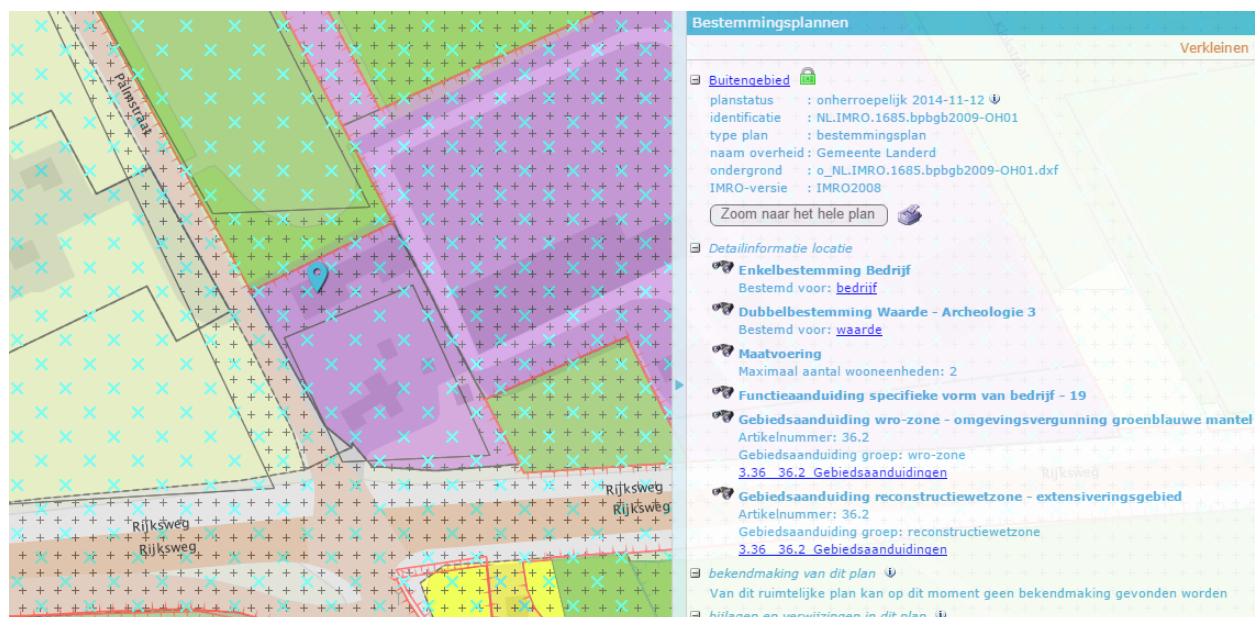 Palmstraat
Rijksweg
Rijksweg
Rijksweg
Rijksweg
Bestemmingsplannen
Verkleinen
Buitengebied
planstatus : onherroepelijk 2014-11-12
identificatie : NL.IMRO.1685.bpbgb2009-OH01
type plan : bestemmingsplan
naam overheid : Gemeente Landerd
ondergrond : o_NL.IMRO.1685.bpbgb2009-OH01.dxf
IMRO-versie : IMRO2008
Zoom naar het hele plan
Detailinformatie locatie
Enkelbestemming Bedrijf
Bestemd voor: bedrijf
Dubbelbestemming Waarde - Archeologie 3
Bestemd voor: waarde
Maatvoering
Maximaal aantal wooneenheden: 2
Functieaanduiding specifieke vorm van bedrijf - 19
Gebiedsaanduiding wro-zone - omgevingsvergunning groenblauwe mantel
Artikelnummer: 36.2
Gebiedsaanduiding groep: wro-zone
3.36 36.2 Gebiedsaanduidingen
Rijksweg
Gebiedsaanduiding reconstructiewetzone - extensiveringsgebied
Artikelnummer: 36.2
Gebiedsaanduiding groep: reconstructiewetzone
3.36 36.2 Gebiedsaanduidingen
bekendmaking van dit plan
Van dit ruimtelijke plan kan op dit moment geen bekendmaking gevonden worden
bijlagen en verwijzingen in dit plan